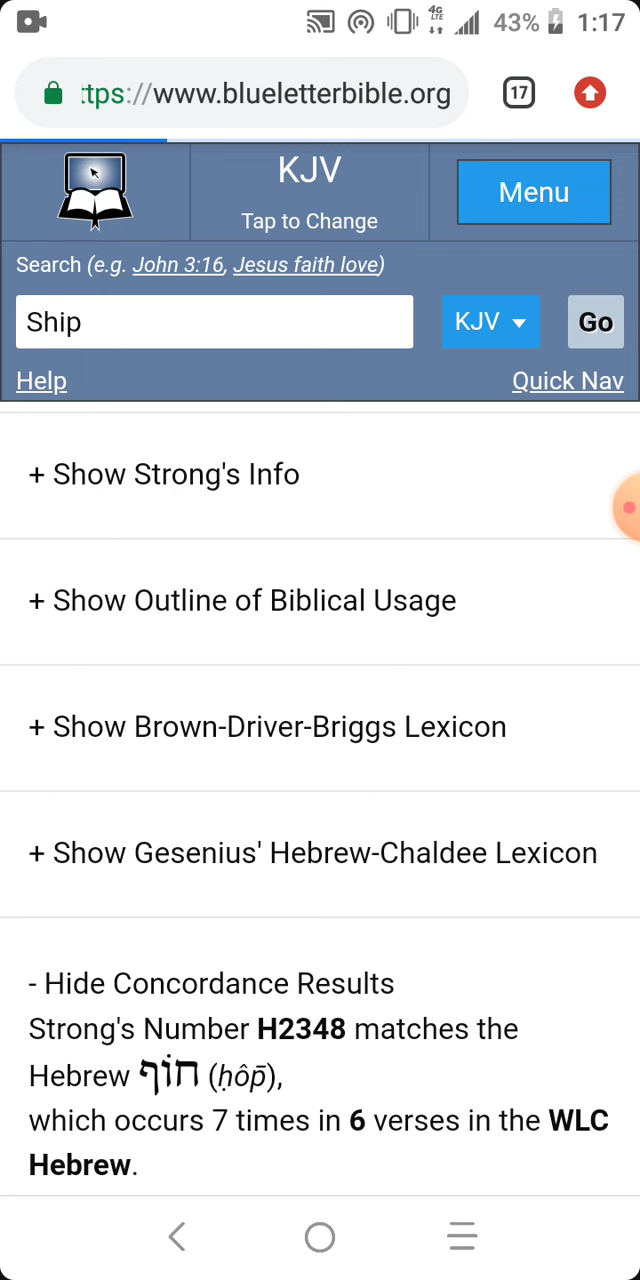 4G
LTE
43%
1:17
ttps://www.blueletterbible.org
17
KJV
Tap to Change
Menu
Search (e.g. John 3:16, Jesus faith love)
Ship
KJV
Go
Help
Quick Nav
+ Show Strong's Info
+ Show Outline of Biblical Usage
+ Show Brown-Driver-Briggs Lexicon
+ Show Gesenius' Hebrew-Chaldee Lexicon
- Hide Concordance Results
Strong's Number H2348 matches the
Hebrew חוֹף (ḥôp̄),
which occurs 7 times in 6 verses in the WLC
Hebrew.